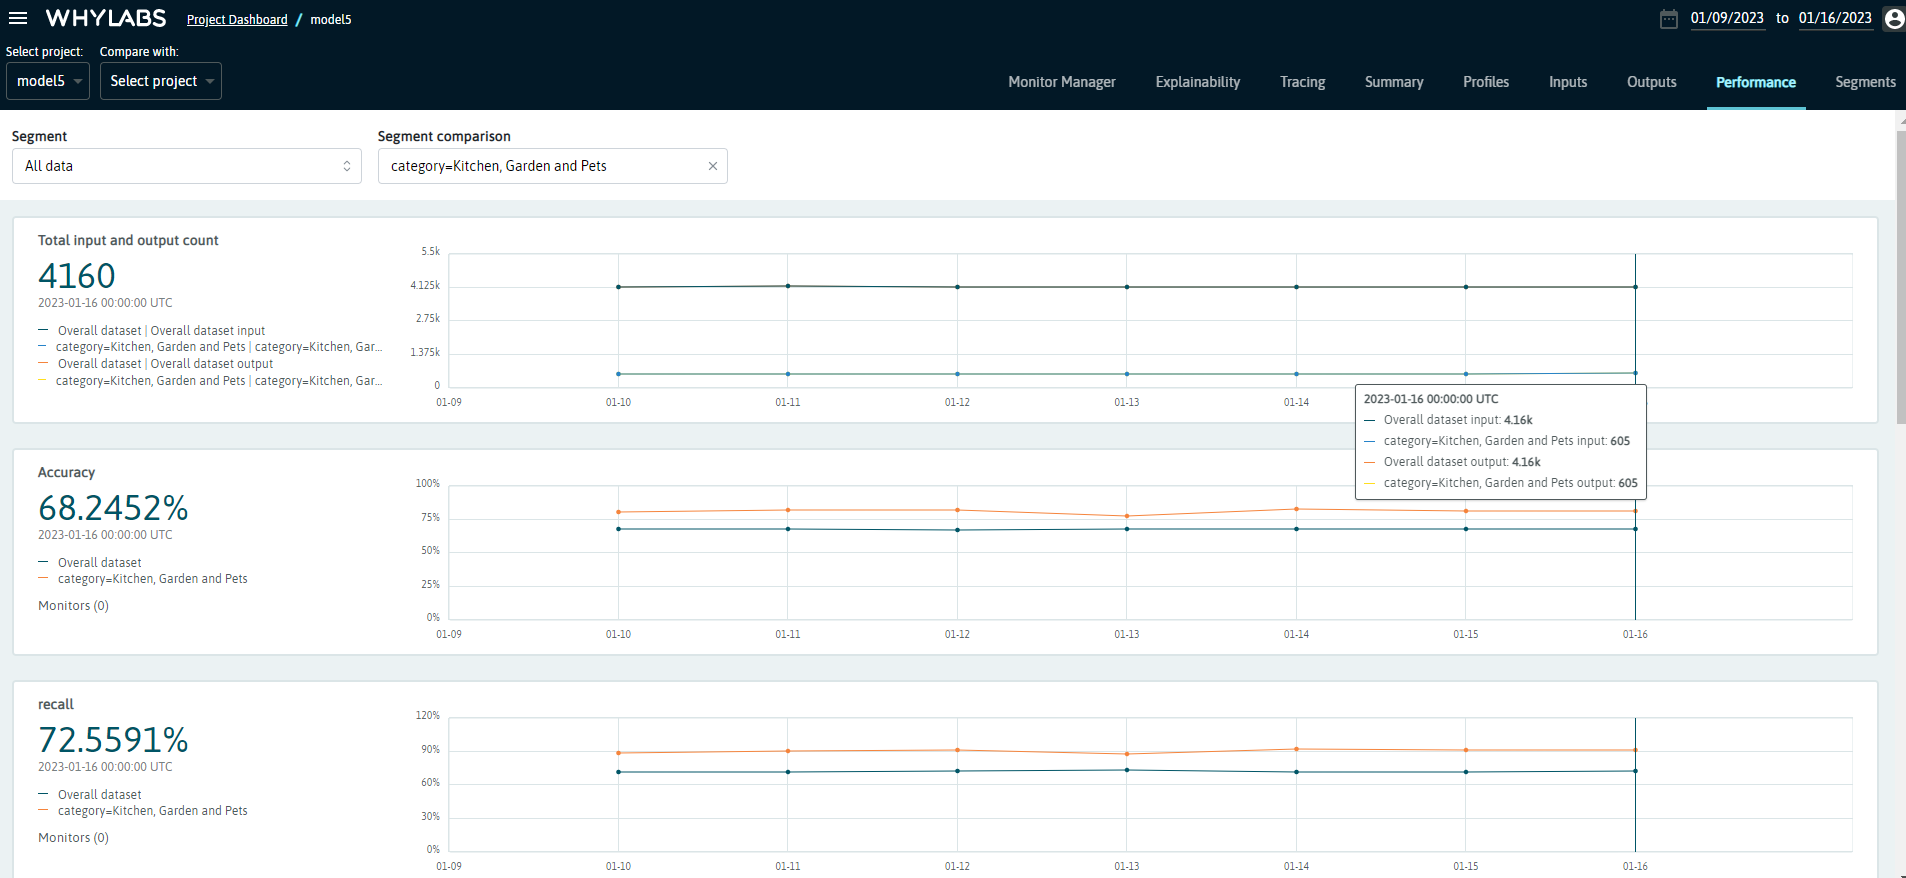 WHYLABS Project Dashboard / model5
01/09/2023 to 01/16/2023
Select project: Compare with:
model5 Select project
Monitor Manager Explainability Tracing Summary Profiles Inputs Outputs Performance Segments
Segment Segment comparison
All data category=Kitchen, Garden and Pets
Total input and output count
4160
2023-01-16 00:00:00 UTC
Overall dataset | Overall dataset input
category=Kitchen, Garden and Pets | category=Kitchen, Gar...
Overall dataset | Overall dataset output
category=Kitchen, Garden and Pets | category=Kitchen, Gar...
5.5k
4.125k
2.75k
1.375k
0
01-09 01-10 01-11 01-12 01-13 01-14
2023-01-16 00:00:00 UTC
Overall dataset input: 4.16k
category=Kitchen, Garden and Pets input: 605
Overall dataset output: 4.16k
category=Kitchen, Garden and Pets output: 605
Accuracy
68.2452%
2023-01-16 00:00:00 UTC
Overall dataset
category=Kitchen, Garden and Pets
Monitors (0)
100%
75%
50%
25%
0%
01-09 01-10 01-11 01-12 01-13 01-14 01-15 01-16
recall
72.5591%
2023-01-16 00:00:00 UTC
Overall dataset
category=Kitchen, Garden and Pets
Monitors (0)
120%
90%
60%
30%
0%
01-09 01-10 01-11 01-12 01-13 01-14 01-15 01-16